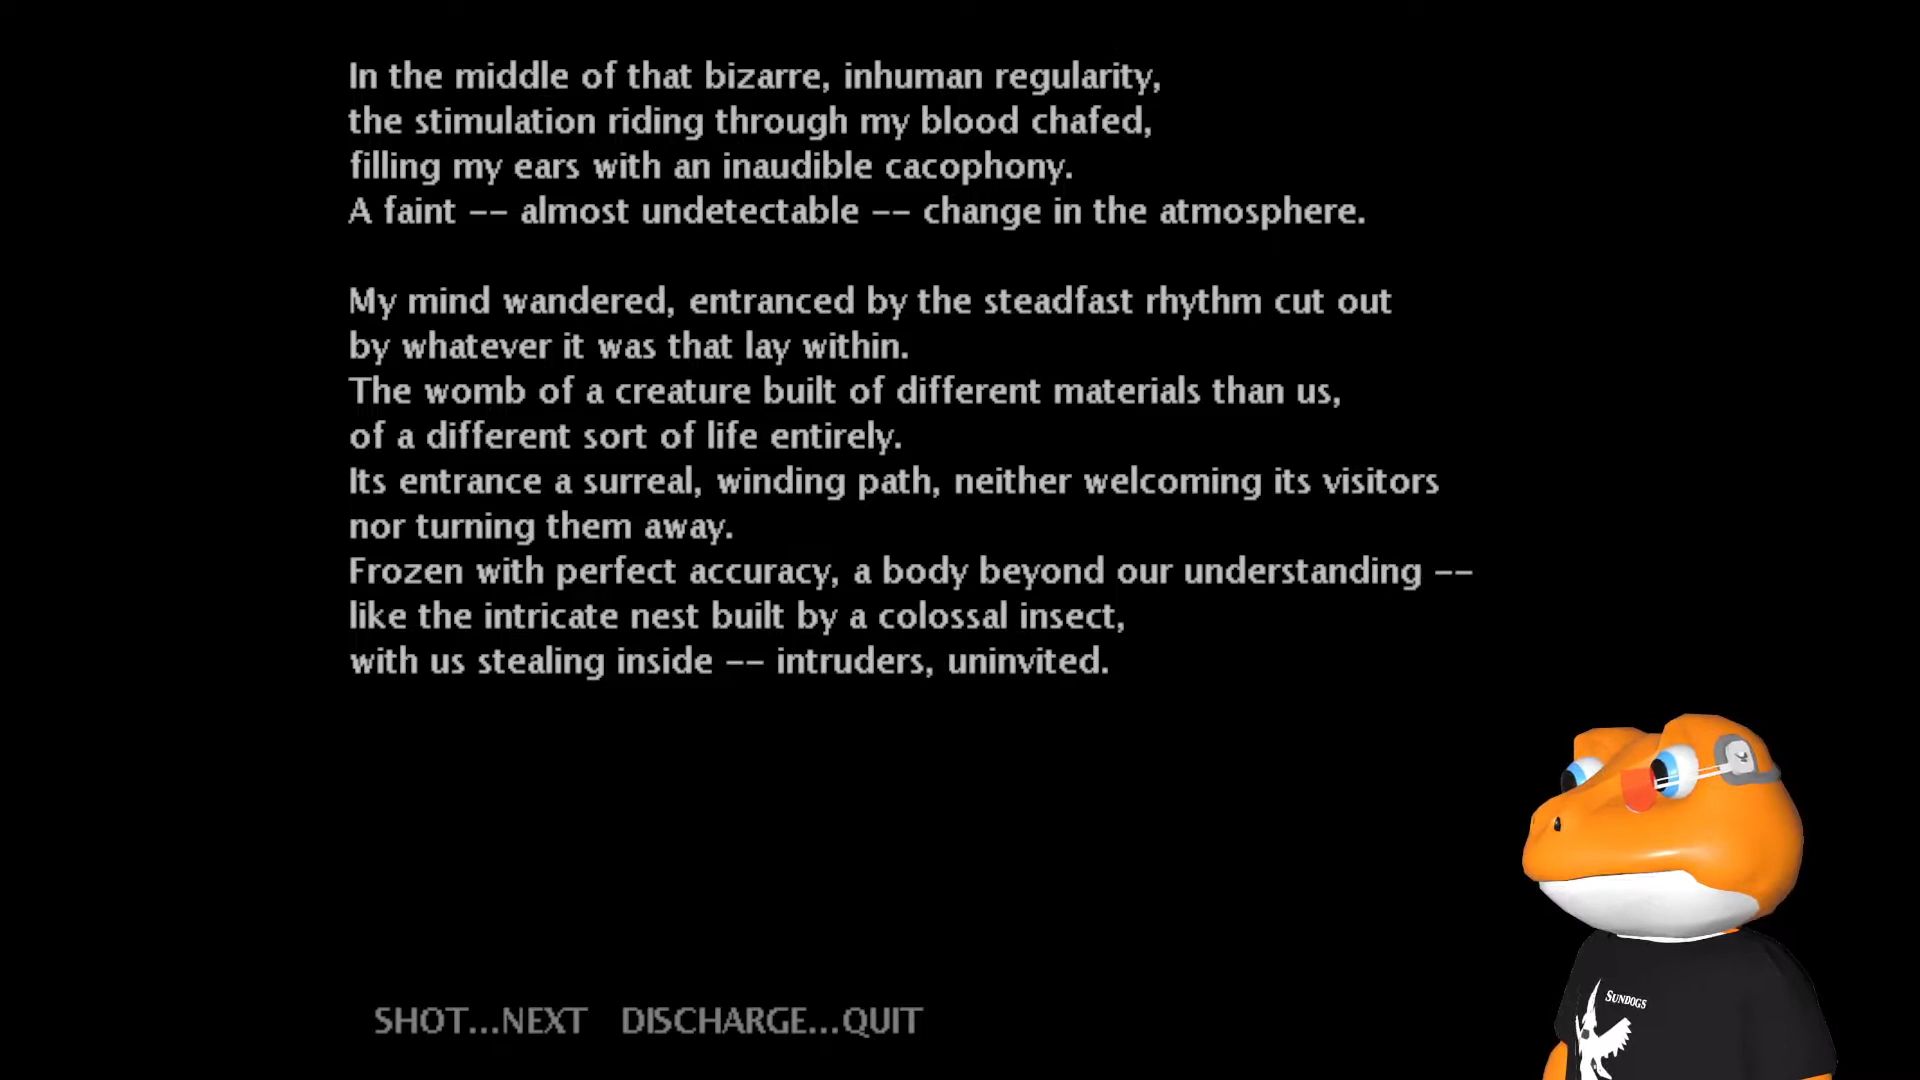 In the middle of that bizarre, inhuman regularity,
the stimulation riding through my blood chafed,
filling my ears with an inaudible cacophony.
A faint -- almost undetectable -- change in the atmosphere.
My mind wandered, entranced by the steadfast rhythm cut out
by whatever it was that lay within.
The womb of a creature built of different materials than us,
of a different sort of life entirely.
Its entrance a surreal, winding path, neither welcoming its visitors
nor turning them away.
Frozen with perfect accuracy, a body beyond our understanding --
like the intricate nest built by a colossal insect,
with us stealing inside -- intruders, uninvited.
SUNDOGS
SHOT...NEXT DISCHARGE...QUIT